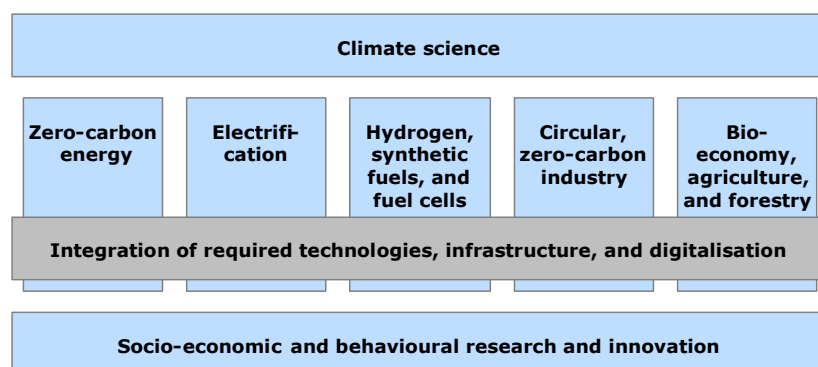 Climate science
Zero-carbon
energy
Electrifi-
cation
Hydrogen,
synthetic
fuels, and
fuel cells
Circular,
zero-carbon
industry
Bio-
economy,
agriculture,
and forestry
Integration of required technologies, infrastructure, and digitalisation
Socio-economic and behavioural research and innovation